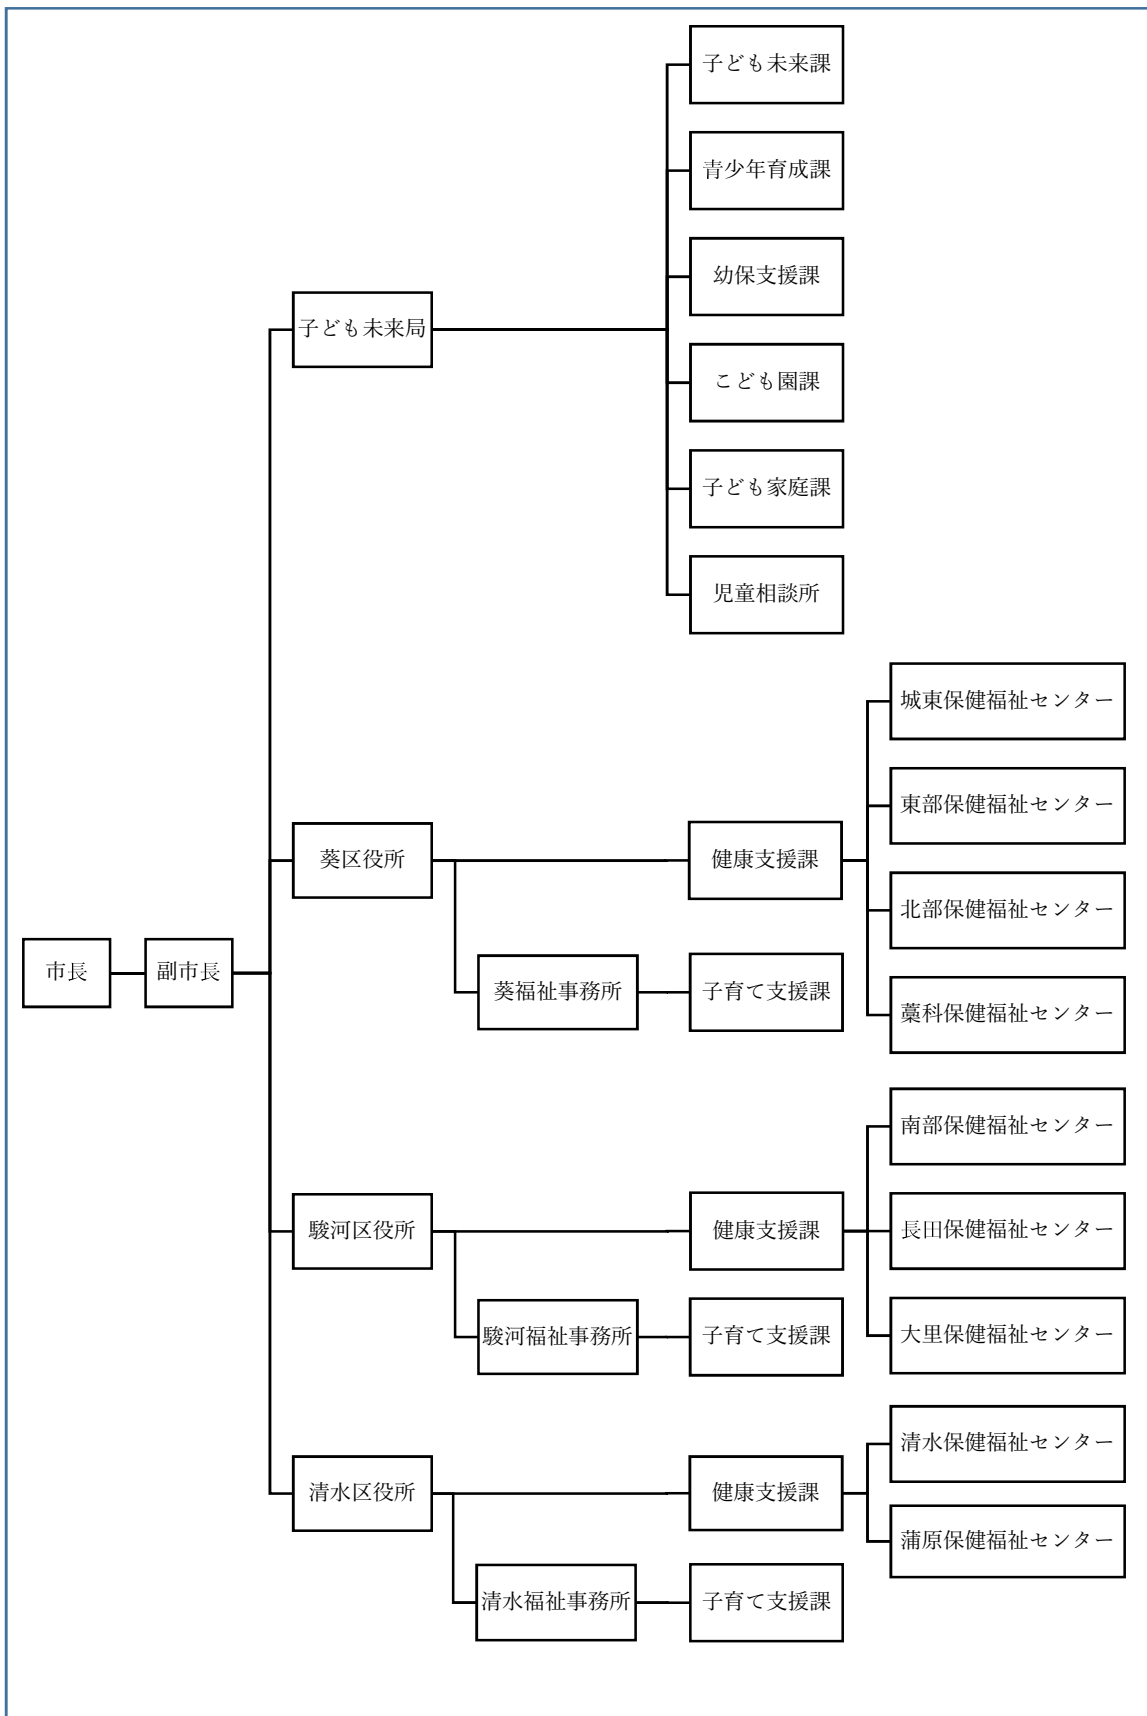 子ども未来課
青少年育成課
幼保支援課
子ども未来局
こども園課
子ども家庭課
児童相談所
城東保健福祉センター
東部保健福祉センター
葵区役所
健康支援課
北部保健福祉センター
市長
副市長
葵福祉事務所
子育て支援課
藁科保健福祉センター
南部保健福祉センター
駿河区役所
健康支援課
長田保健福祉センター
駿河福祉事務所
子育て支援課
大里保健福祉センター
清水保健福祉センター
清水区役所
健康支援課
蒲原保健福祉センター
清水福祉事務所
子育て支援課